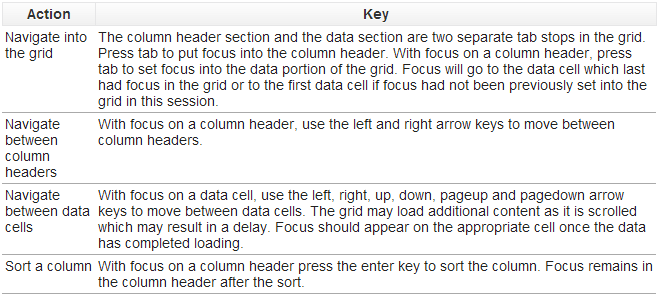 Action Key
Navigate into the grid
The column header section and the data section are two separate tab stops in the grid.
Press tab to put focus into the column header. With focus on a column header, press
tab to set focus into the data portion of the grid. Focus will go to the data cell which last
had focus in the grid or to the first data cell if focus had not been previously set into the
grid in this session.
Navigate
between
column
headers
With focus on a column header, use the left and right arrow keys to move between
column headers.
Navigate
between data
cells
With focus on a data cell, use the left, right, up, down, pageup and pagedown arrow
keys to move between data cells. The grid may load additional content as it is scrolled
which may result in a delay. Focus should appear on the appropriate cell once the data
has completed loading.
Sort a column
With focus on a column header press the enter key to sort the column. Focus remains in
the column header after the sort.